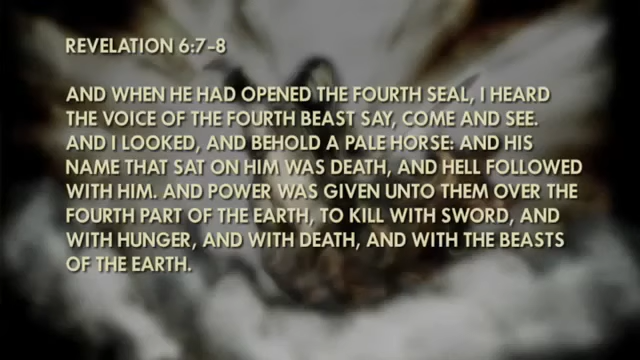 REVELATION 6:7-8
AND WHEN HE HAD OPENED THE FOURTH SEAL, I HEARD
THE VOICE OF THE FOURTH BEAST SAY, COME AND SEE.
AND I LOOKED, AND BEHOLD A PALE HORSE: AND HIS
NAME THAT SAT ON HIM WAS DEATH, AND HELL FOLLOWED
WITH HIM. AND POWER WAS GIVEN UNTO THEM OVER THE
FOURTH PART OF THE EARTH, TO KILL WITH SWORD, AND
WITH HUNGER, AND WITH DEATH, AND WITH THE BEASTS
OF THE EARTH.